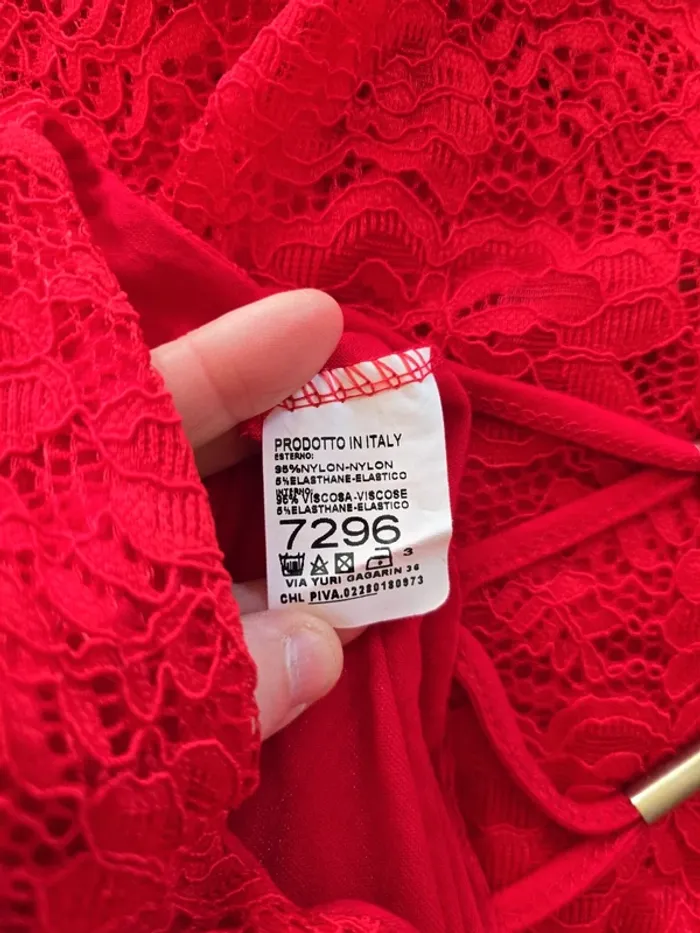 PRODOTTO IN ITALY
ESTERNO:
95%NYLON-NYLON
5%ELASTHANE-ELASTICO
INTERNO:
95% VISCOSA-VISCOSE
5%ELASTHANE-ELASTICO
7296
3
VIA YURI GAGARIN 36
CHL PIVA.02280180973